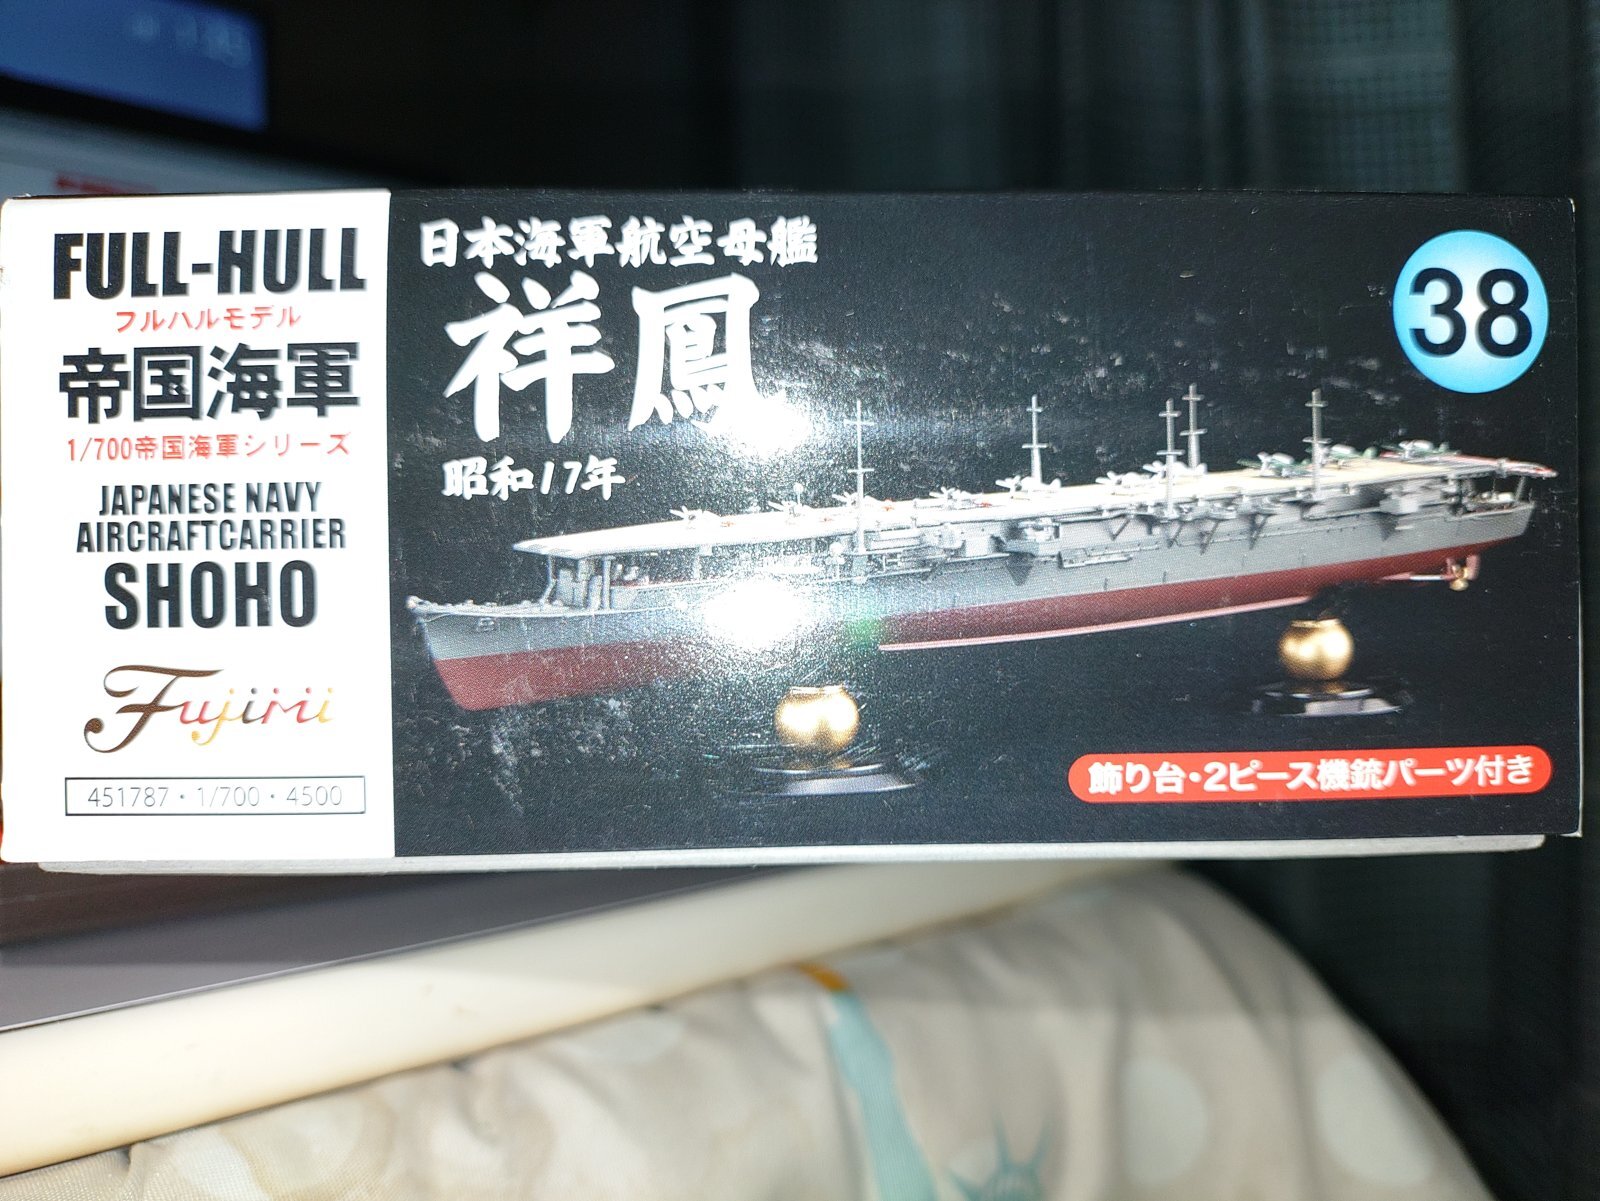 FULL-HULL
フルハルモデル
帝国海軍
1/700帝国海軍シリーズ
JAPANESE NAVY
AIRCRAFTCARRIER
SHOHO
Fujimi
451787・1/700・4500
日本海軍航空母艦
祥鳳
昭和17年
38
飾り台・2ピース機銃パーツ付き